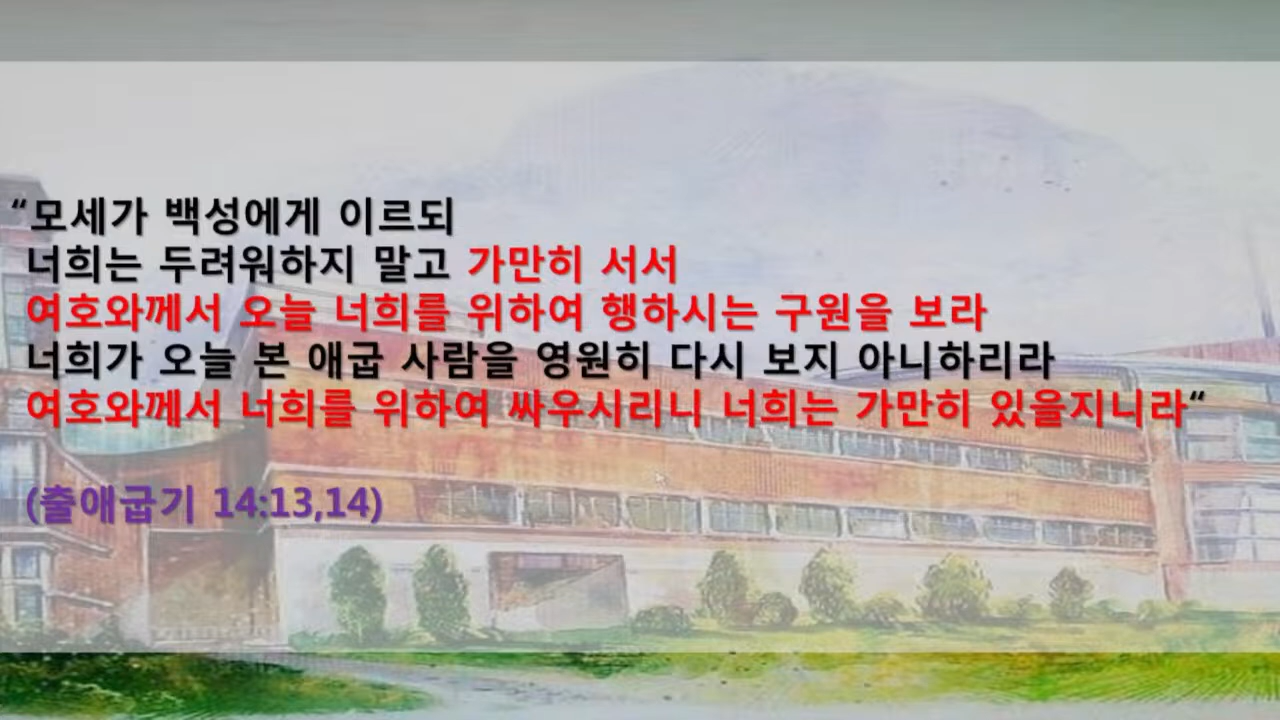 “모세가 백성에게 이르되
너희는 두려워하지 말고 가만히 서서
여호와께서 오늘 너희를 위하여 행하시는 구원을 보라
너희가 오늘 본 애굽 사람을 영원히 다시 보지 아니하리라
여호와께서 너희를 위하여 싸우시리니 너희는 가만히 있을지니라“
(출애굽기 14:13,14)